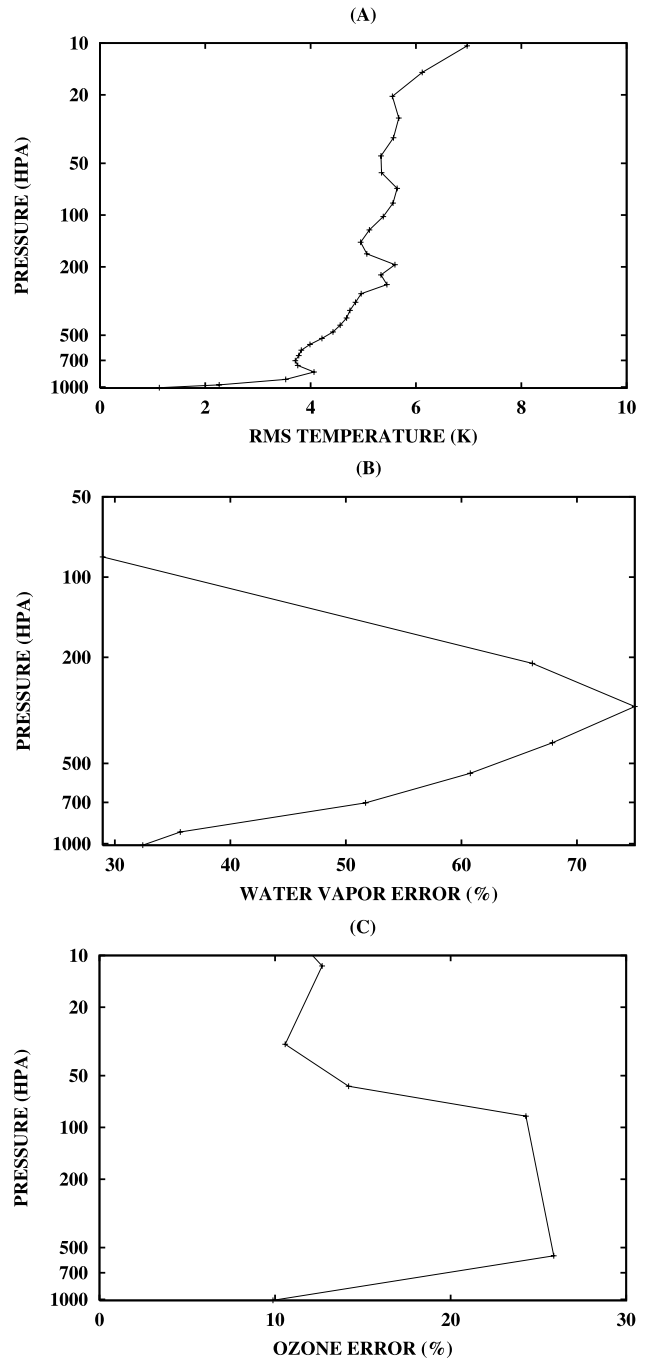 (A)
10
20
50
100
200
500
700
1000
PRESSURE (HPA)
0 2 4 6 8 10
RMS TEMPERATURE (K)
(B)
50
100
200
500
700
1000
PRESSURE (HPA)
30 40 50 60 70
WATER VAPOR ERROR (%)
(C)
10
20
50
100
200
500
700
1000
PRESSURE (HPA)
0 10 20 30
OZONE ERROR (%)